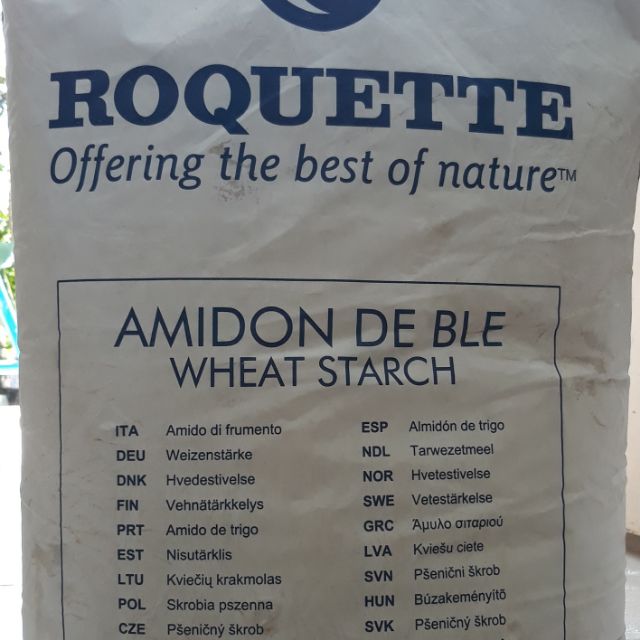 ROQUETTE
Offering the best of nature™
AMIDON DE BLE
WHEAT STARCH
ITA Amido di frumento
DEU Weizenstärke
DNK Hvedestivelse
FIN Vehnätärkkelys
PRT Amido de trigo
EST Nisutärklis
LTU Kviečių krakmolas
POL Skrobia pszenna
CZE Pšeničný škrob
ESP Almidón de trigo
NDL Tarwezetmeel
NOR Hvetestivelse
SWE Vetestärkelse
GRC Άμυλο σιταριού
LVA Kviešu ciete
SVN Pšenični škrob
HUN Búzakeményítõ
SVK Pšeničný škrob